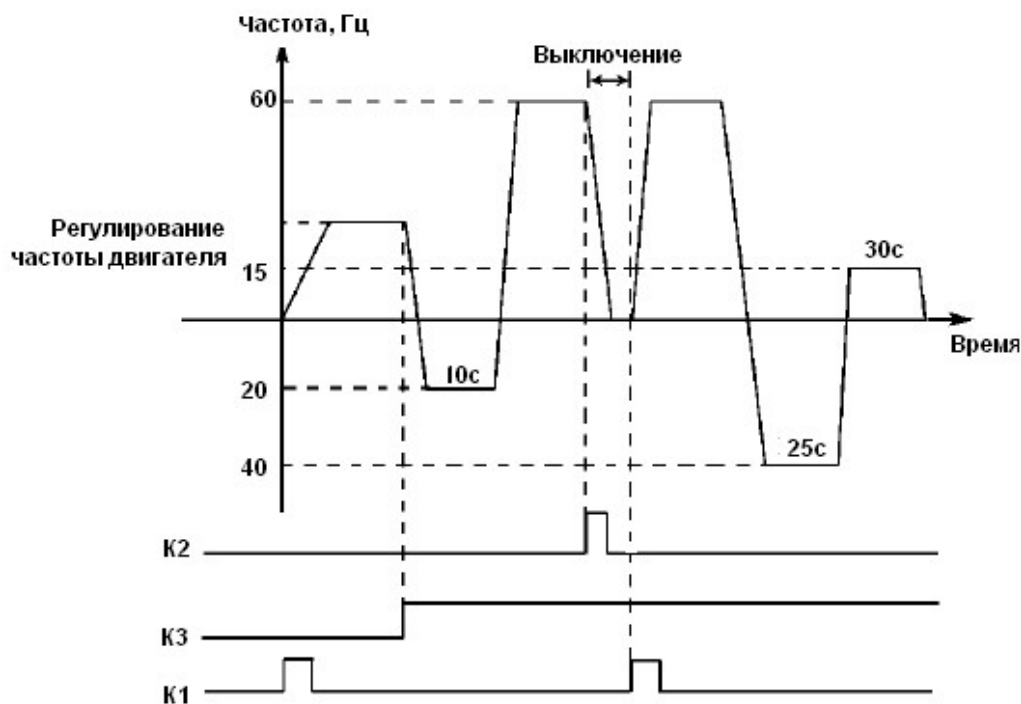 Частота, Гц
Выключение
60
Регулирование
частоты двигателя
15
30с
Время
10с
20
25с
40
К2
К3
К1